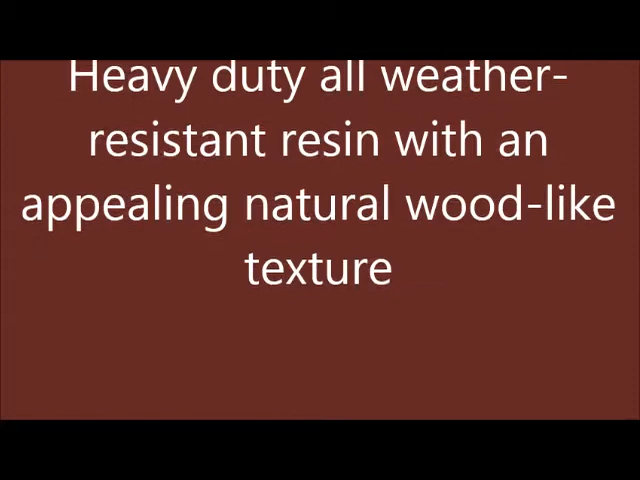 Heavy duty all weather-
resistant resin with an
appealing natural wood-like
texture